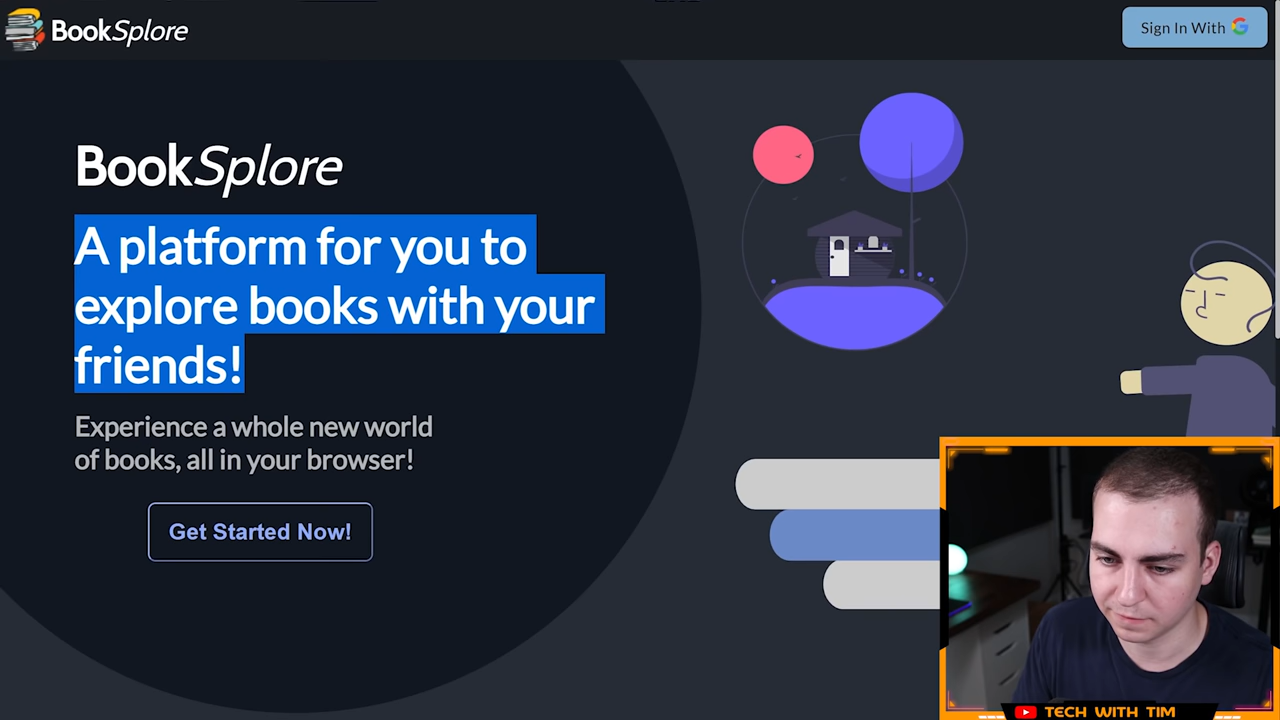 BookSplore
Sign In With
BookSplore
A platform for you to
explore books with your
friends!
Experience a whole new world
of books, all in your browser!
Get Started Now!
TECH WITH TIM